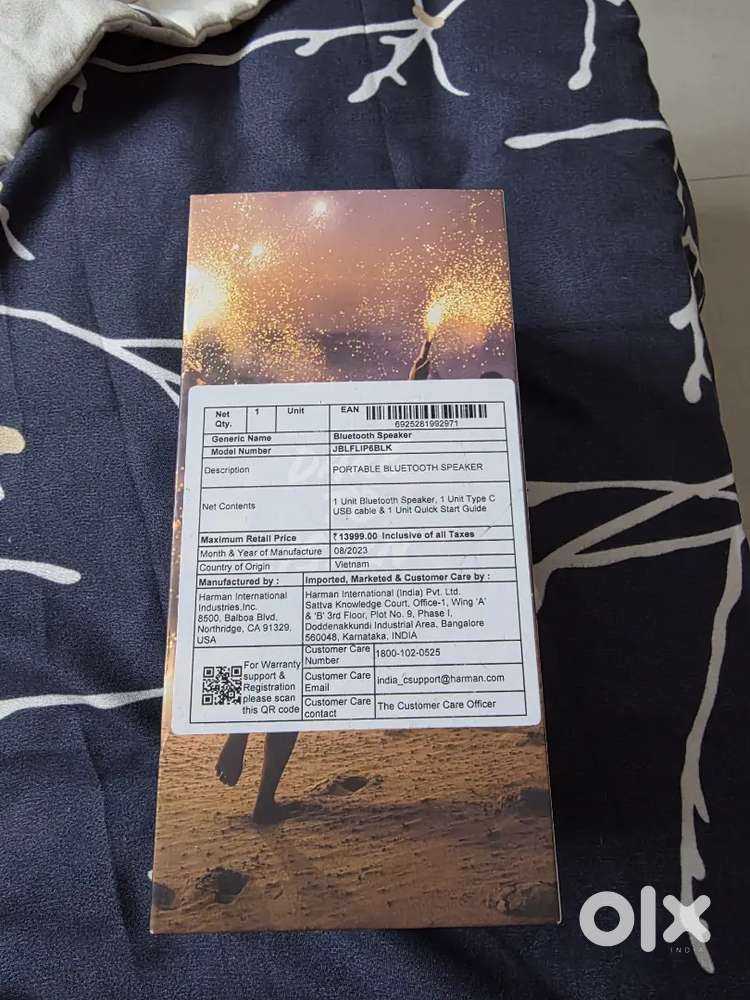 Net Qty. 1 Unit EAN
6925281992971
Generic Name Bluetooth Speaker
Model Number JBLFLIP6BLK
Description PORTABLE BLUETOOTH SPEAKER
Net Contents 1 Unit Bluetooth Speaker, 1 Unit Type C
USB cable & 1 Unit Quick Start Guide
Maximum Retail Price ₹13999.00 Inclusive of all Taxes
Month & Year of Manufacture 08/2023
Country of Origin Vietnam
Manufactured by : Imported, Marketed & Customer Care by :
Harman International
Industries,Inc.
8500, Balboa Blvd,
Northridge, CA 91329,
USA
Harman International (India) Pvt. Ltd.
Sattva Knowledge Court, Office-1, Wing 'A'
& 'B' 3rd Floor, Plot No. 9, Phase I,
Doddenakkundi Industrial Area, Bangalore
560048, Karnataka, INDIA
For Warranty
support &
Registration
please scan
this QR code
Customer Care
Number 1800-102-0525
Customer Care
Email india_csupport@harman.com
Customer Care
contact The Customer Care Officer
olx
INDIA